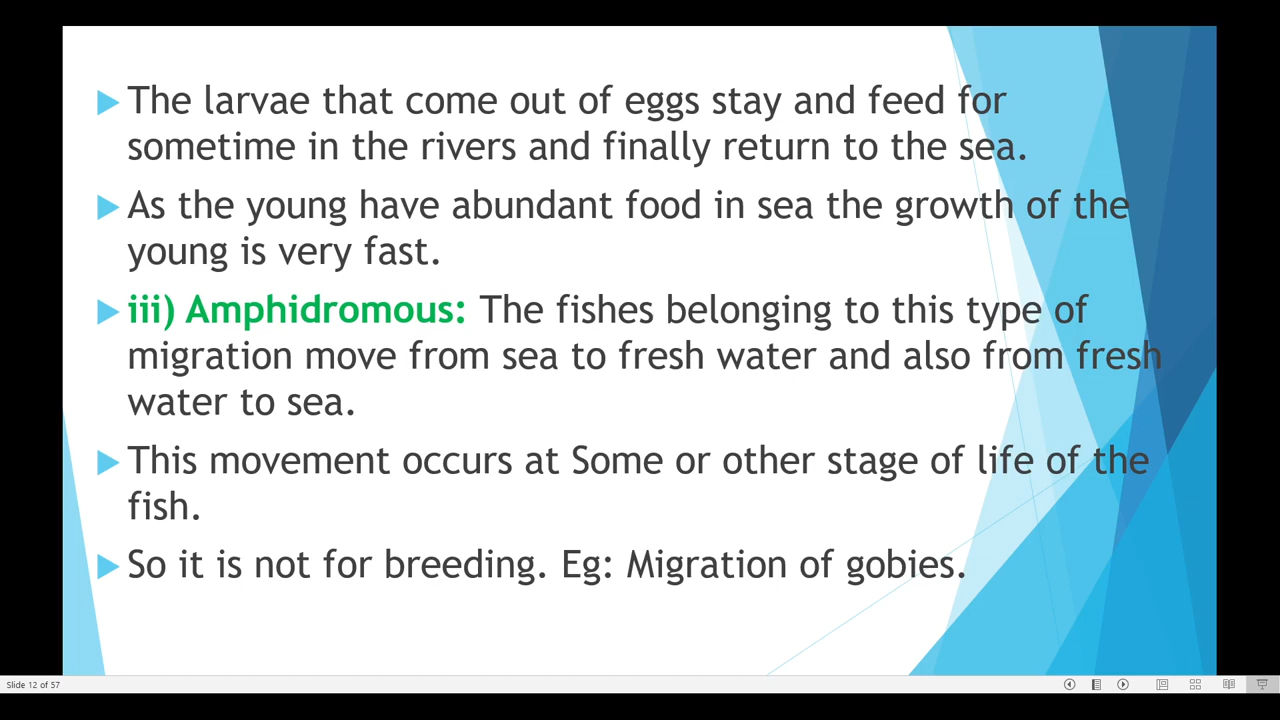 The larvae that come out of eggs stay and feed for
sometime in the rivers and finally return to the sea.
As the young have abundant food in sea the growth of the
young is very fast.
iii) Amphidromous: The fishes belonging to this type of
migration move from sea to fresh water and also from fresh
water to sea.
This movement occurs at Some or other stage of life of the
fish.
So it is not for breeding. Eg: Migration of gobies.
Slide 12 of 57